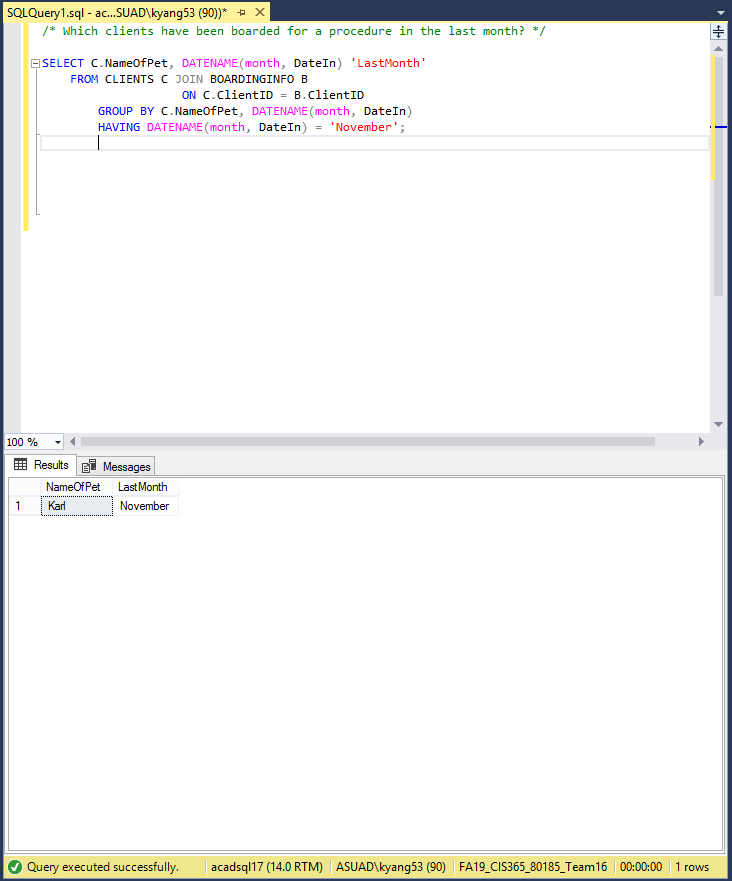 SQLQuery1.sql - ac...SUAD\kyang53 (90))*
/* Which clients have been boarded for a procedure in the last month? */
SELECT C.NameOfPet, DATENAME(month, DateIn) 'LastMonth'
FROM CLIENTS C JOIN BOARDINGINFO B
ON C.ClientID = B.ClientID
GROUP BY C.NameOfPet, DATENAME(month, DateIn)
HAVING DATENAME(month, DateIn) = 'November';
100 %
Results Messages
NameOfPet LastMonth
1 Karl November
Query executed successfully. acadsql17 (14.0 RTM) ASUAD\kyang53 (90) FA19_CIS365_80185_Team16 00:00:00 1 rows